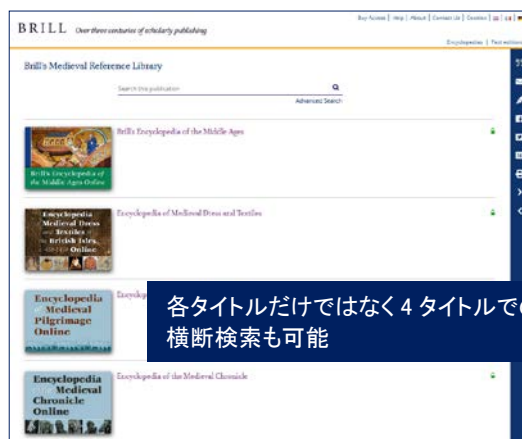 Buy Access | Help | About | Contact Us | Cookies |
BRILL Over three centuries of scholarly publishing
Encyclopedias | Text editions
Brill's Medieval Reference Library
Search this publication
Advanced Search
Brill's Encyclopedia of the Middle Ages
Brill's Encyclopedia of
the Middle Ages Online
Encyclopedia of Medieval Dress and Textiles
Encyclopedia
of Medieval Dress
and Textiles
of the British Isles
Online
Encyclopedia
of Medieval
Pilgrimage
Online
各タイトルだけではなく 4 タイトルでの
横断検索も可能
Encyclopedia of the Medieval Chronicle
Encyclopedia
of the Medieval
Chronicle
Online